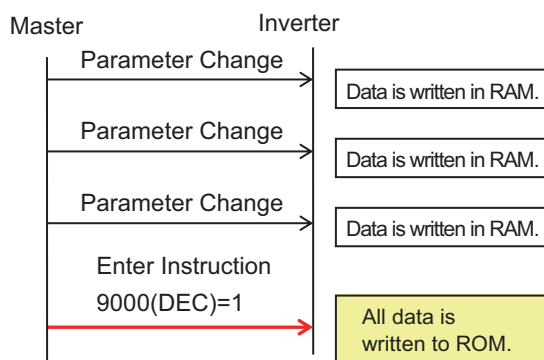 Master
Inverter
Parameter Change
Data is written in RAM.
Parameter Change
Data is written in RAM.
Parameter Change
Data is written in RAM.
Enter Instruction
9000(DEC)=1
All data is
written to ROM.